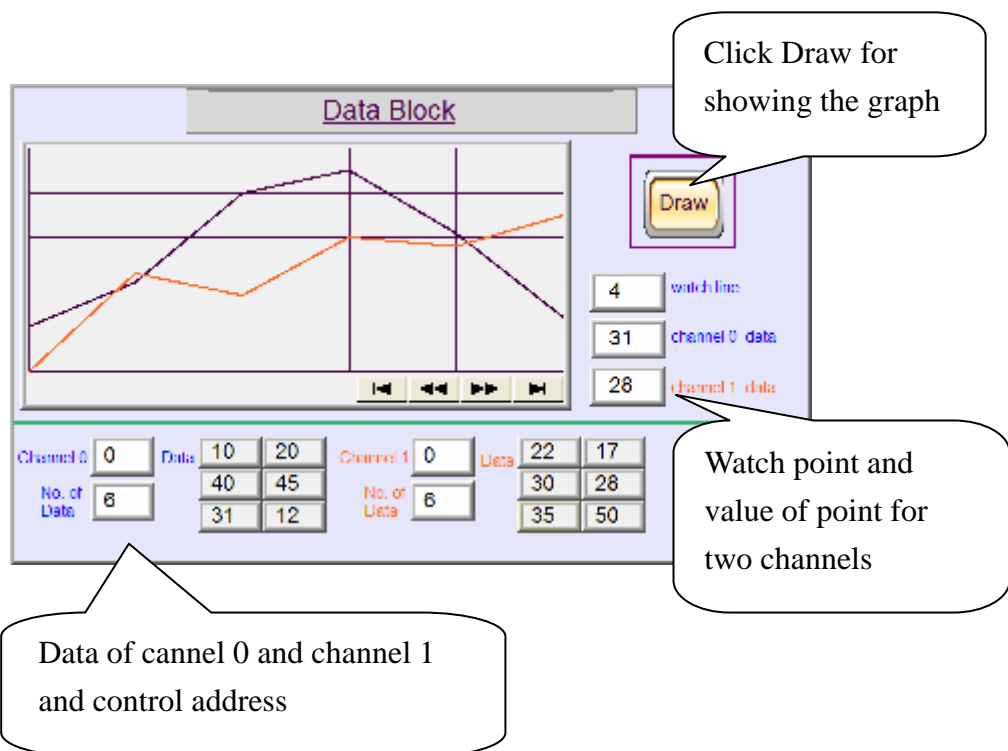 Click Draw for
showing the graph
Data Block
Draw
4 watch line
31 channel 0 data
28 channel 1 data
Channel 0 0 Data 10 20 Channel 1 0 Data 22 17
No. of Data 6 40 45 No. of Data 6 30 28
31 12 35 50
Watch point and
value of point for
two channels
Data of cannel 0 and channel 1
and control address